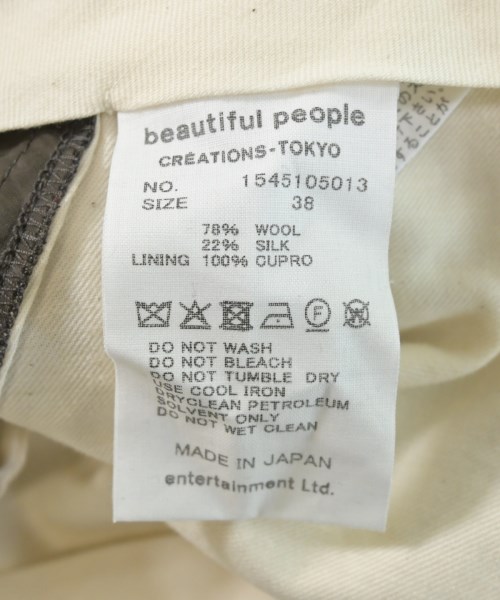 beautiful people
CRÉATIONS-TOKYO
NO. 1545105013
SIZE 38
78% WOOL
22% SILK
LINING 100% CUPRO
F
DO NOT WASH
DO NOT BLEACH
DO NOT TUMBLE DRY
USE COOL IRON
DRYCLEAN PETROLEUM
SOLVENT ONLY
DO NOT WET CLEAN
MADE IN JAPAN
entertainment Ltd.